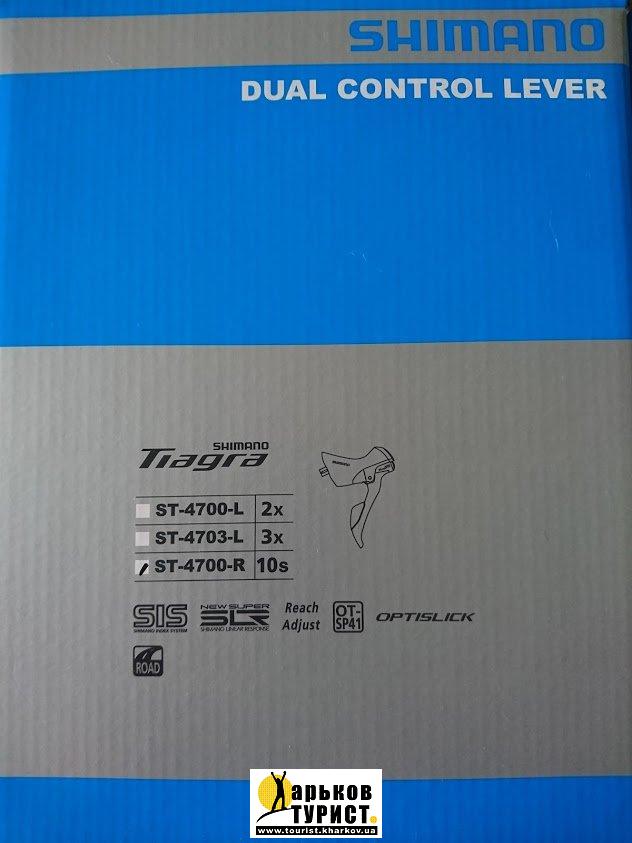 SHIMANO
DUAL CONTROL LEVER
SHIMANO
Tiagra
ST-4700-L 2x
ST-4703-L 3x
ST-4700-R 10s
SIS
SHIMANO INDEX SYSTEM
NEW SUPER
SLR
SHIMANO LINEAR RESPONSE
Reach
Adjust
OT-
SP41
OPTISLICK
ROAD
Харьков
ТУРИСТ.
www.tourist.kharkov.ua